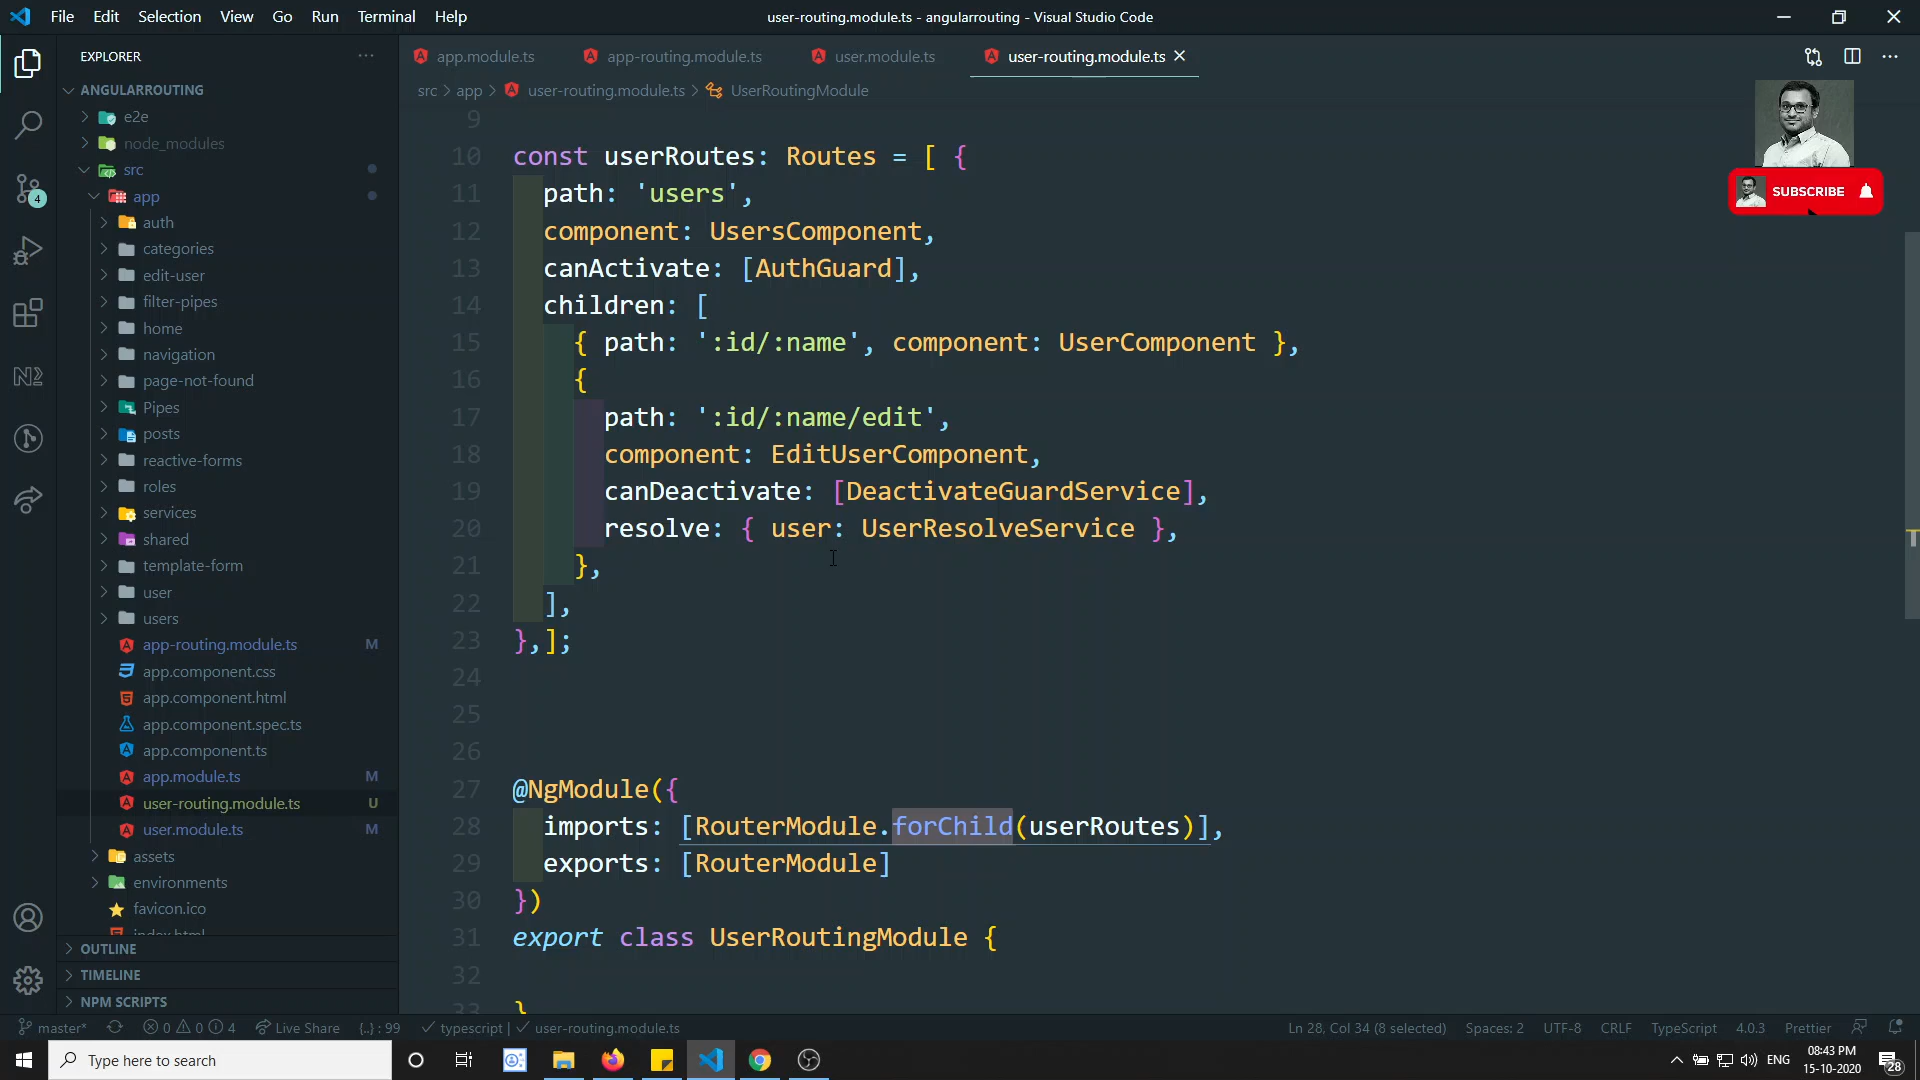 File Edit Selection View Go Run Terminal Help
user-routing.module.ts - angularrouting - Visual Studio Code
EXPLORER
ANGULARROUTING
e2e
node_modules
src
app
auth
categories
edit-user
filter-pipes
home
navigation
page-not-found
Pipes
posts
reactive-forms
roles
services
shared
template-form
user
users
app-routing.module.ts M
app.component.css
app.component.html
app.component.spec.ts
app.component.ts
app.module.ts M
user-routing.module.ts U
user.module.ts M
assets
environments
favicon.ico
index.html
OUTLINE
TIMELINE
NPM SCRIPTS
4
app.module.ts app-routing.module.ts user.module.ts user-routing.module.ts
src > app > user-routing.module.ts > UserRoutingModule
SUBSCRIBE
9
10 const userRoutes: Routes = [ {
11 path: 'users',
12 component: UsersComponent,
13 canActivate: [AuthGuard],
14 children: [
15 { path: ':id/:name', component: UserComponent },
16 {
17 path: ':id/:name/edit',
18 component: EditUserComponent,
19 canDeactivate: [DeactivateGuardService],
20 resolve: { user: UserResolveService },
21 },
22 ],
23 },];
24
25
26
27 @NgModule({
28 imports: [RouterModule.forChild(userRoutes)],
29 exports: [RouterModule]
30 })
31 export class UserRoutingModule {
32
33 }
master* 0 0 4 Live Share {..} : 99 typescript | user-routing.module.ts
Ln 28, Col 34 (8 selected) Spaces: 2 UTF-8 CRLF TypeScript 4.0.3 Prettier
Type here to search
ENG
08:43 PM
15-10-2020
28